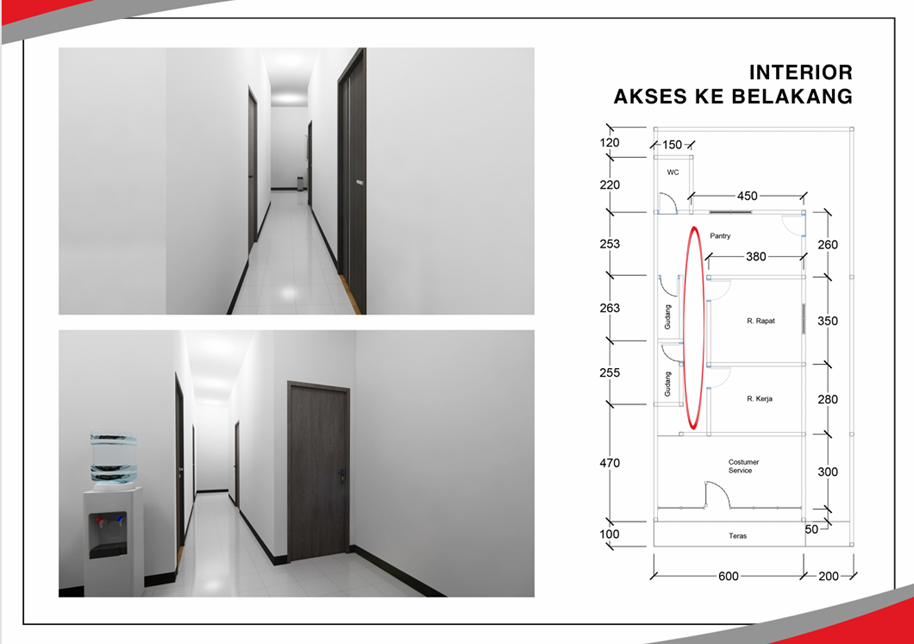 INTERIOR
AKSES KE BELAKANG
120
150
WC
220
450
Pantry
253
260
380
263
Gudang
R. Rapat
350
255
Gudang
R. Kerja
280
470
Costumer
Service
300
100
Teras
50
600
200